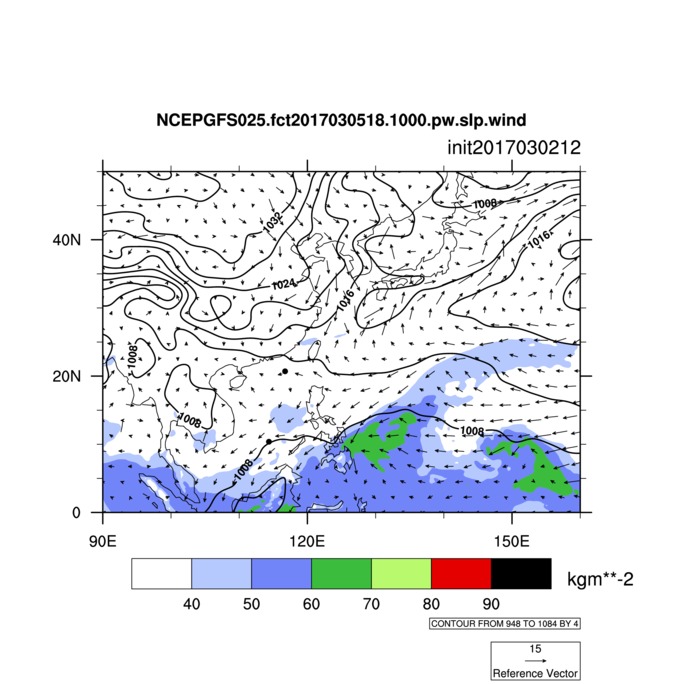 NCEPGFS025.fct2017030518.1000.pw.slp.wind
init2017030212
1008
1032
1016
40N
1024
1016
1008
20N
1008
1008
1008
0
90E 120E 150E
40 50 60 70 80 90
kgm**-2
CONTOUR FROM 948 TO 1084 BY 4
15
Reference Vector